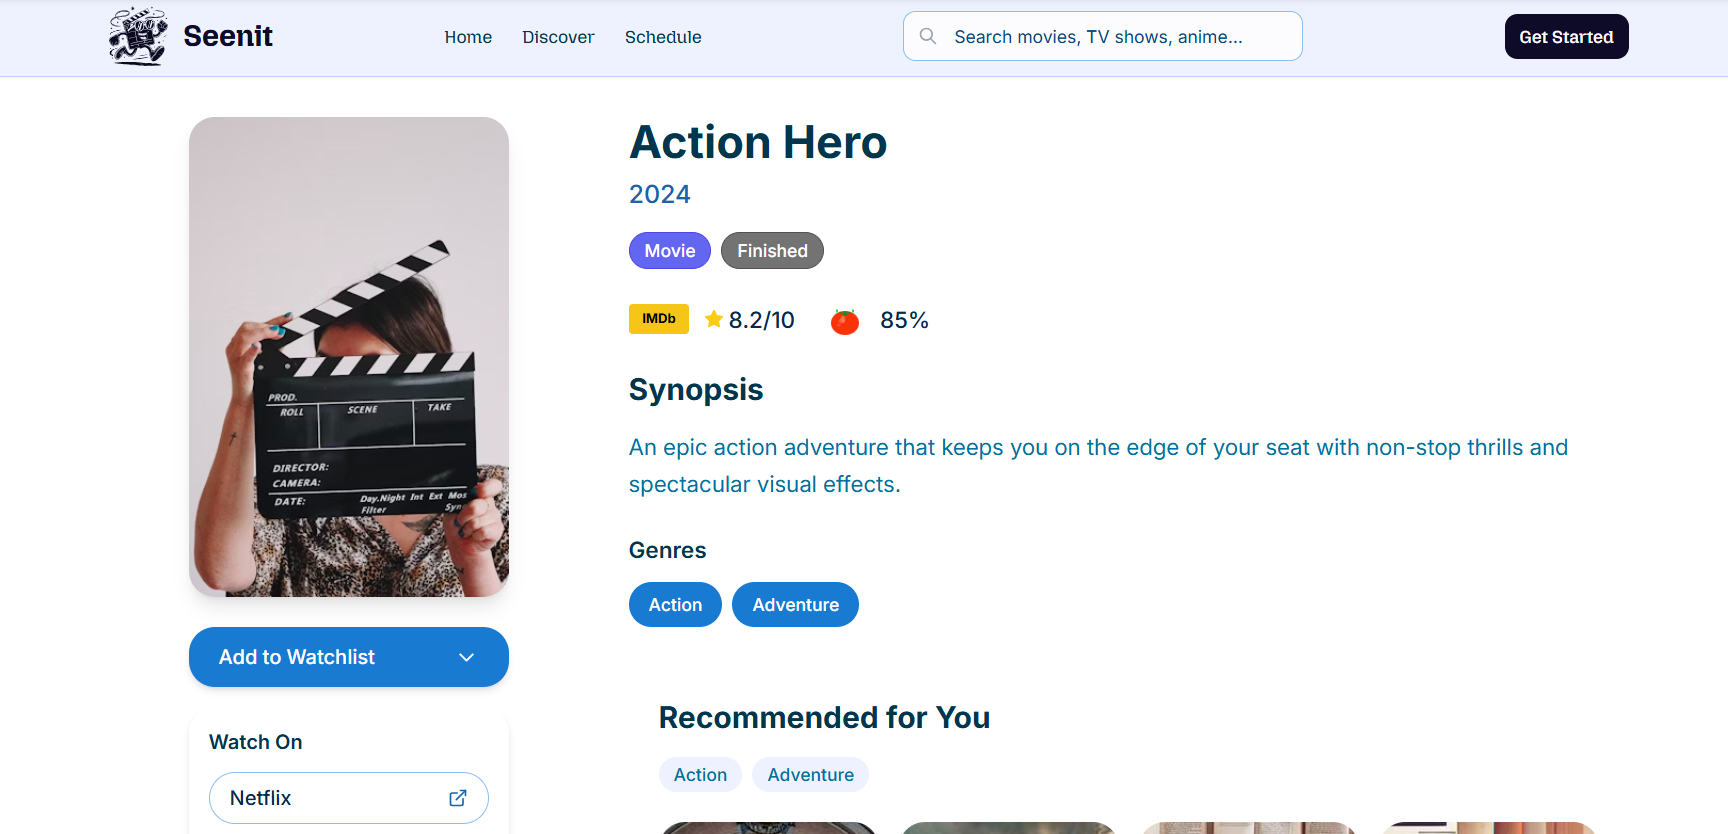 Seenit
Home
Discover
Schedule
Search movies, TV shows, anime...
Get Started
PROD.
ROLL
SCENE
TAKE
DIRECTOR:
CAMERA:
DATE:
Day.Night Int Ext Mos
Filter
Add to Watchlist
Watch On
Netflix
Action Hero
2024
Movie
Finished
IMDb
8.2/10
85%
Synopsis
An epic action adventure that keeps you on the edge of your seat with non-stop thrills and
spectacular visual effects.
Genres
Action
Adventure
Recommended for You
Action
Adventure